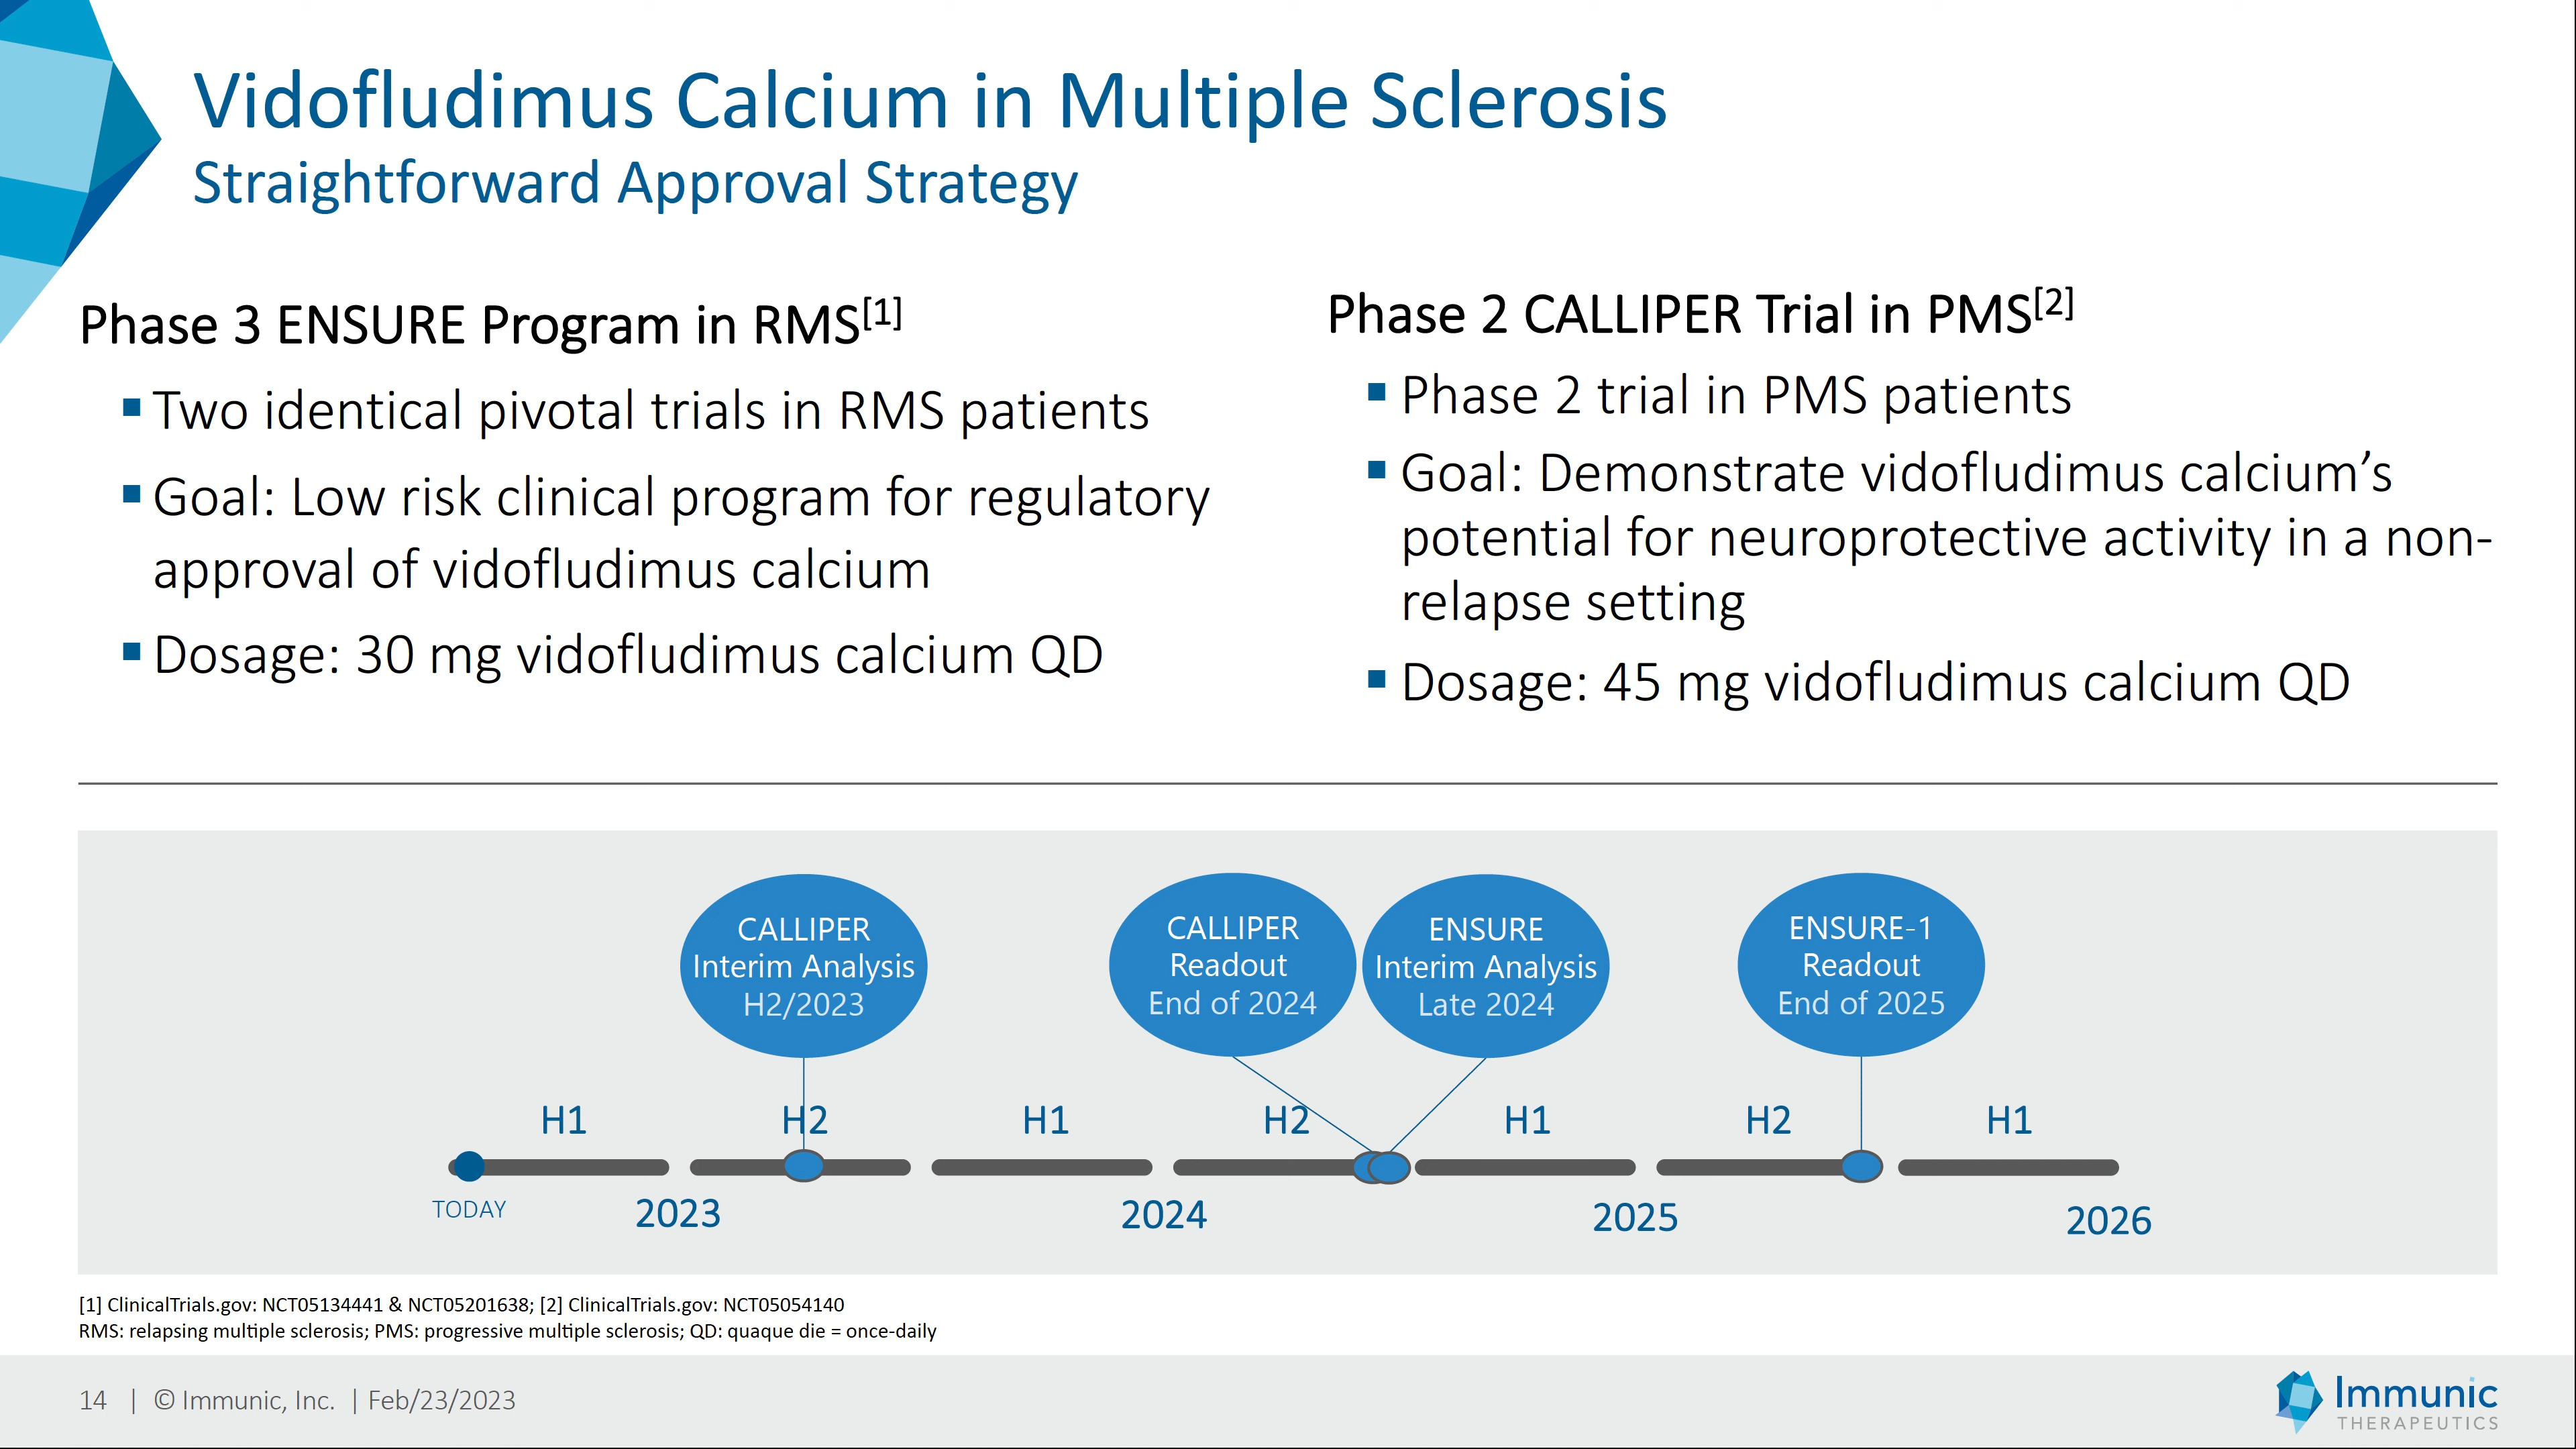 Vidofludimus Calcium in Multiple Sclerosis
Straightforward Approval Strategy
Phase 3 ENSURE Program in RMS[1]
▪ Two identical pivotal trials in RMS patients
▪ Goal: Low risk clinical program for regulatory
approval of vidofludimus calcium
▪ Dosage: 30 mg vidofludimus calcium QD
Phase 2 CALLIPER Trial in PMS[2]
▪ Phase 2 trial in PMS patients
▪ Goal: Demonstrate vidofludimus calcium’s
potential for neuroprotective activity in a non-
relapse setting
▪ Dosage: 45 mg vidofludimus calcium QD
CALLIPER
Interim Analysis
H2/2023
CALLIPER
Readout
End of 2024
ENSURE
Interim Analysis
Late 2024
ENSURE-1
Readout
End of 2025
H1 H2 H1 H2 H1 H2 H1
TODAY 2023 2024 2025 2026
[1] ClinicalTrials.gov: NCT05134441 & NCT05201638; [2] ClinicalTrials.gov: NCT05054140
RMS: relapsing multiple sclerosis; PMS: progressive multiple sclerosis; QD: quaque die = once-daily
14 | © Immunic, Inc. | Feb/23/2023
Immunic
THERAPEUTICS